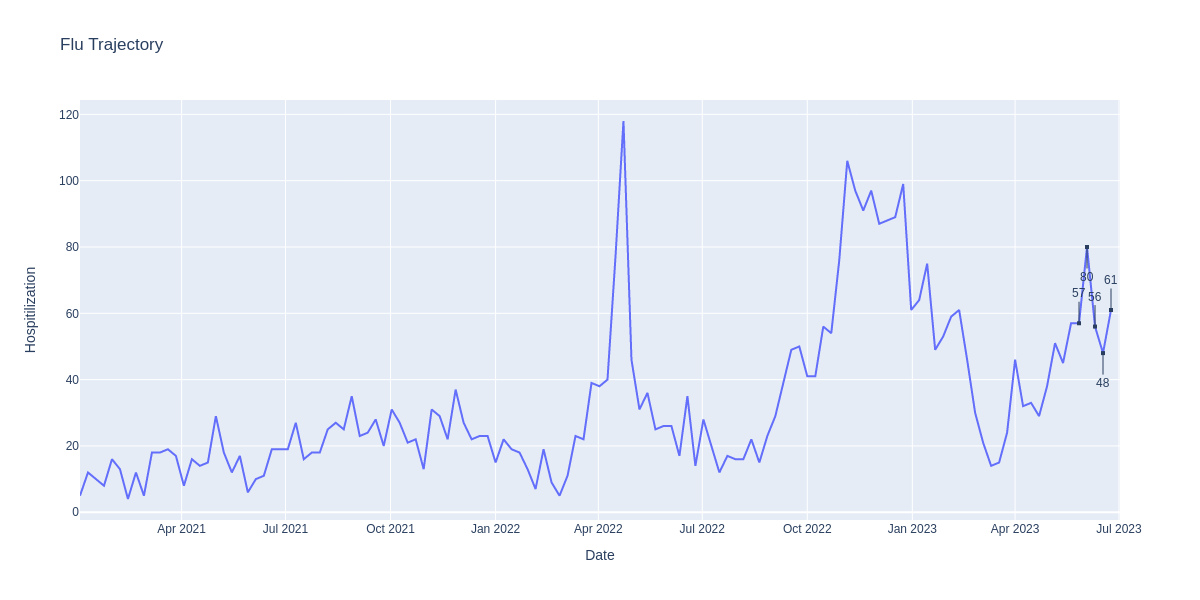 Flu Trajectory
120
100
80
60
40
20
0
Hospitilization
80
61
57
56
48
Apr 2021
Jul 2021
Oct 2021
Jan 2022
Apr 2022
Jul 2022
Oct 2022
Jan 2023
Apr 2023
Jul 2023
Date